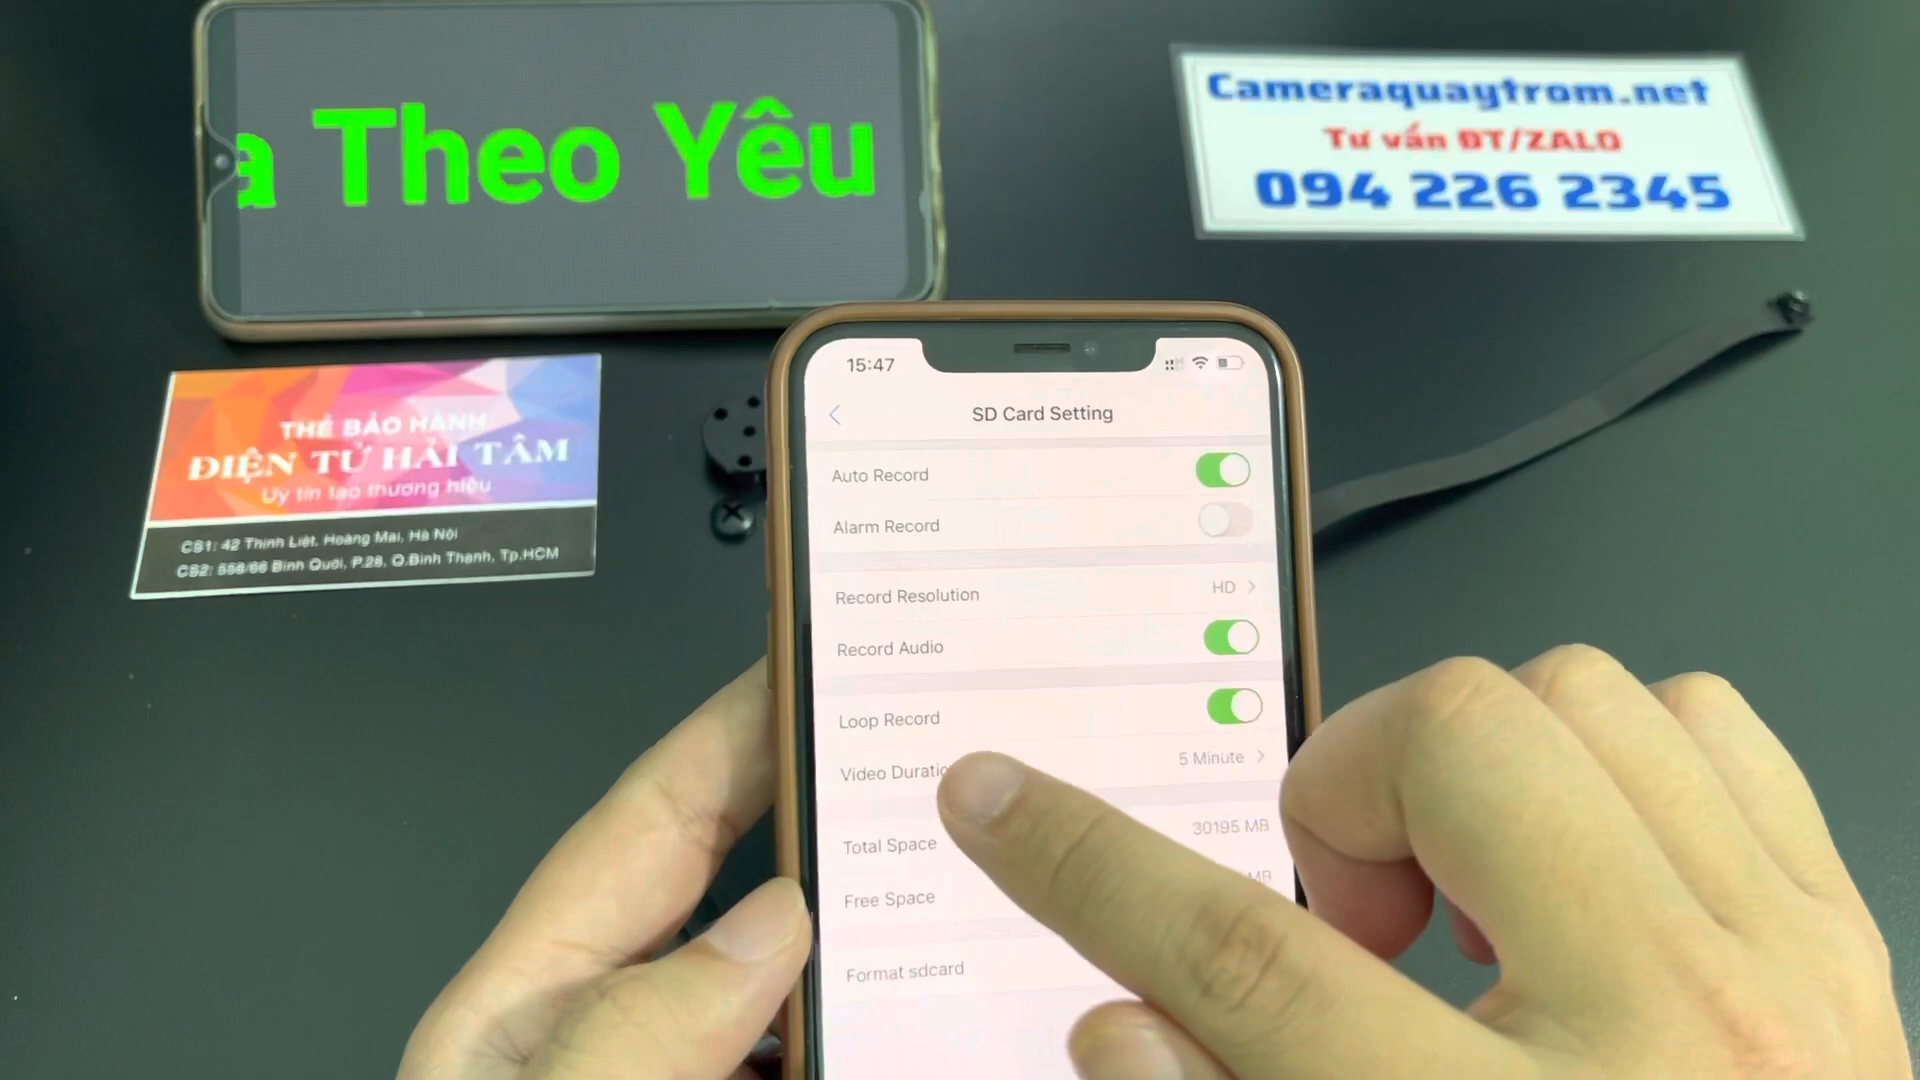 a Theo Yêu
Cameraquaytrom.net
Tư vấn ĐT/ZALO
094 226 2345
THẺ BẢO HÀNH
ĐIỆN TỬ HẢI TÂM
Uy tín tạo thương hiệu
CS1: 42 Thịnh Liệt, Hoàng Mai, Hà Nội
CS2: 558/66 Bình Quới, P.28, Q.Bình Thạnh, Tp.HCM
15:47
SD Card Setting
Auto Record
Alarm Record
Record Resolution HD
Record Audio
Loop Record
Video Duratio 5 Minute
Total Space 30195 MB
Free Space MB
Format sdcard